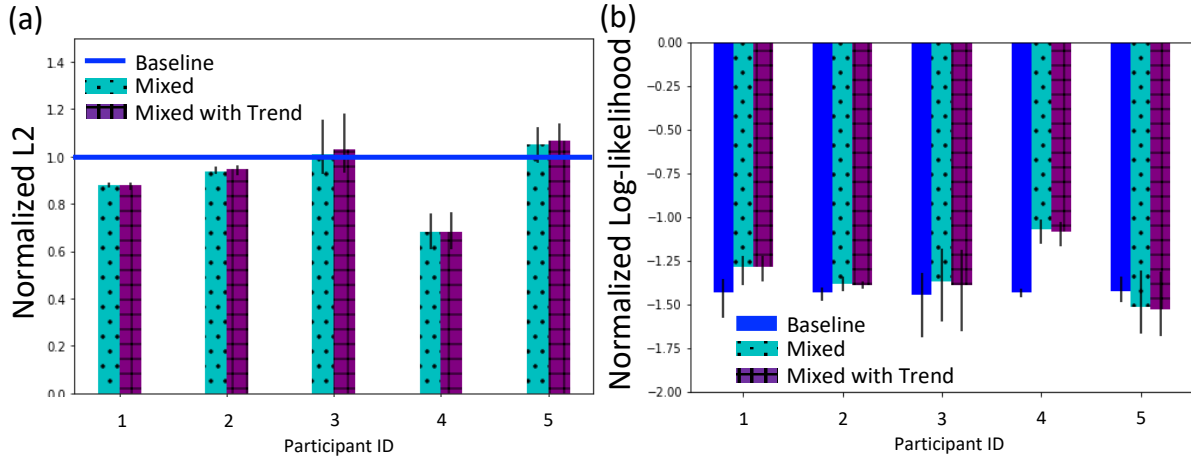 (a)
Normalized L2
1.4
1.2
1.0
0.8
0.6
0.4
0.2
0.0
Baseline
Mixed
Mixed with Trend
1 2 3 4 5
Participant ID
(b)
Normalized Log-likelihood
0.00
−0.25
−0.50
−0.75
−1.00
−1.25
−1.50
−1.75
−2.00
Baseline
Mixed
Mixed with Trend
1 2 3 4 5
Participant ID